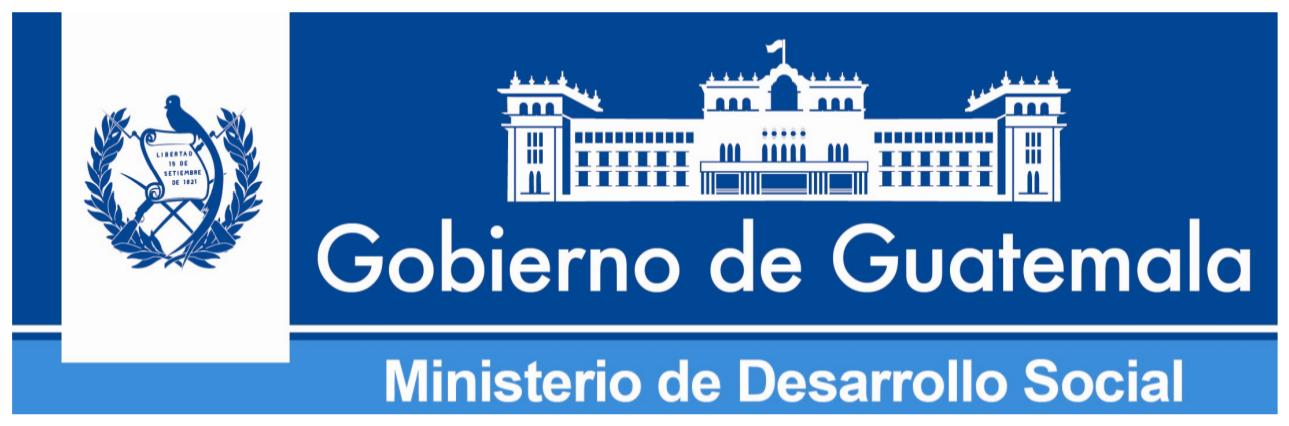 LIBERTAD
15 DE
SETIEMBRE
DE 1821
Gobierno de Guatemala
Ministerio de Desarrollo Social